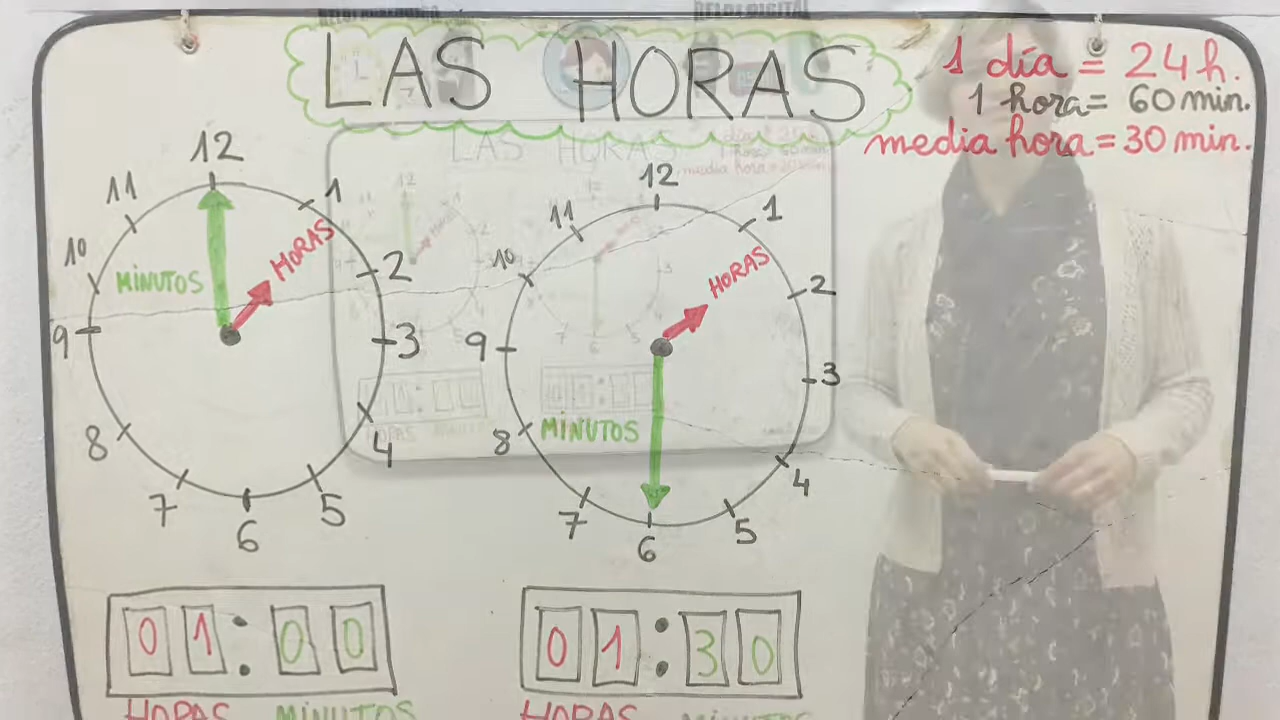 LAS HORAS
1 día = 24 h.
1 hora = 60 min.
media hora = 30 min.
12
11
1
10
HORAS
2
MINUTOS
9
3
8
4
7
5
6
12
11
1
10
HORAS
2
9
3
MINUTOS
8
4
7
5
6
01:00
01:30
HORAS MINUTOS
HORAS MINUTOS